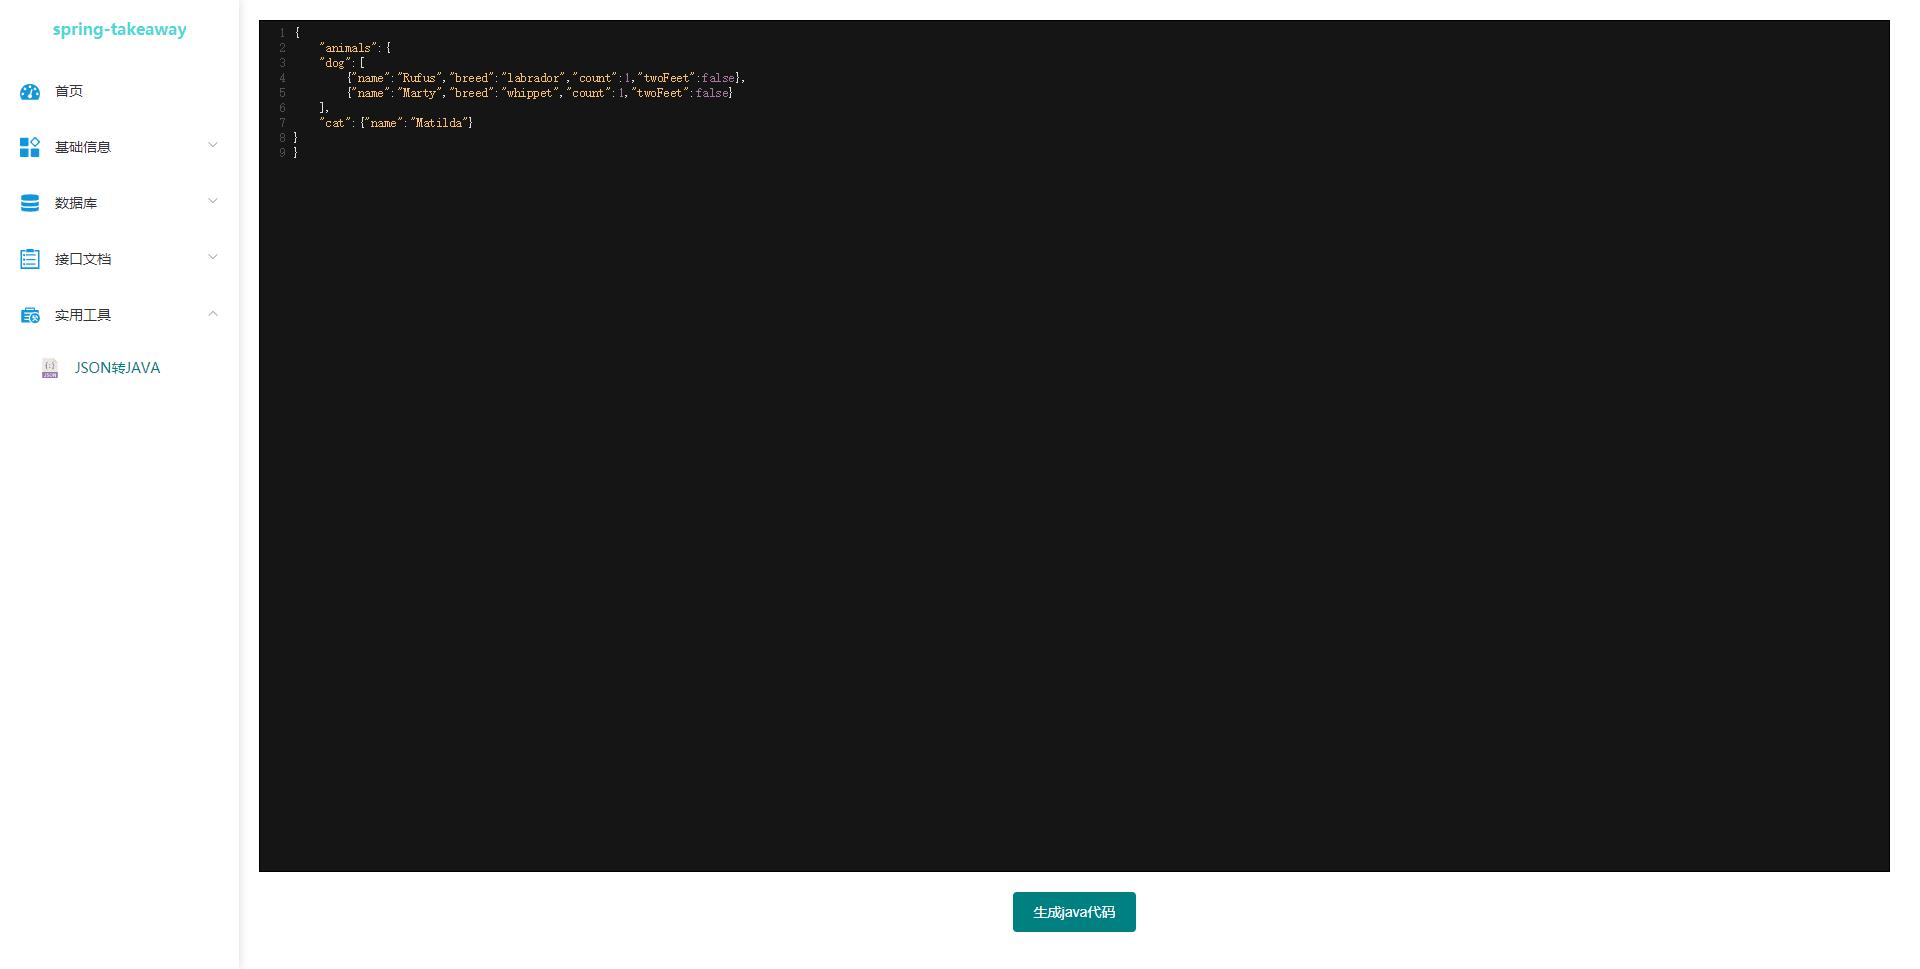 spring-takeaway
首页
基础信息
数据库
接口文档
实用工具
JSON
JSON转JAVA
1 {
2     "animals":{
3     "dog":[
4         {"name":"Rufus","breed":"labrador","count":1,"twoFeet":false},
5         {"name":"Marty","breed":"whippet","count":1,"twoFeet":false}
6     ],
7     "cat":{"name":"Matilda"}
8 }
9 }
生成java代码